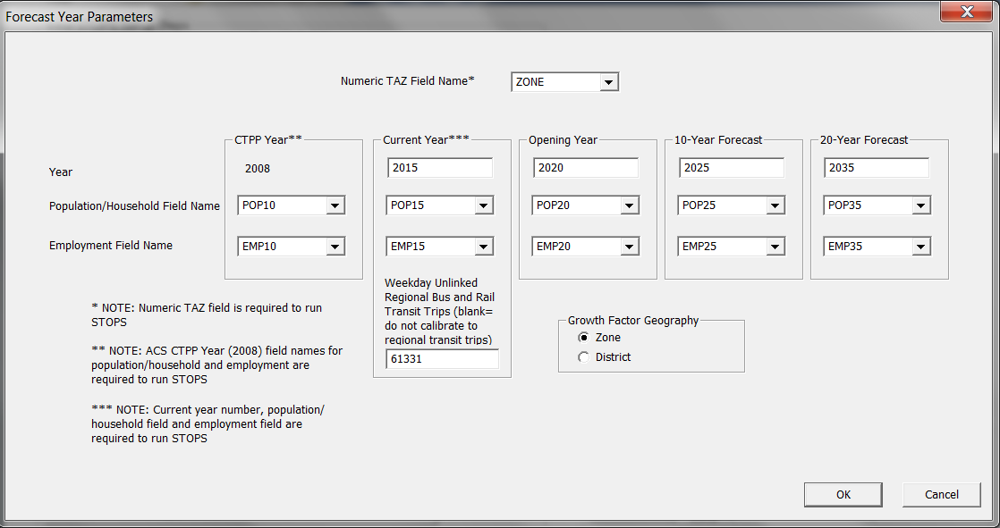 Forecast Year Parameters
Numeric TAZ Field Name*
ZONE
CTPP Year**
Current Year***
Opening Year
10-Year Forecast
20-Year Forecast
Year
2008
2015
2020
2025
2035
Population/Household Field Name
POP10
POP15
POP20
POP25
POP35
Employment Field Name
EMP10
EMP15
EMP20
EMP25
EMP35
Weekday Unlinked
Regional Bus and Rail
Transit Trips (blank=
do not calibrate to
regional transit trips)
61331
* NOTE: Numeric TAZ field is required to run
STOPS
** NOTE: ACS CTPP Year (2008) field names for
population/household and employment are
required to run STOPS
*** NOTE: Current year number, population/
household field and employment field are
required to run STOPS
Growth Factor Geography
Zone
District
OK
Cancel